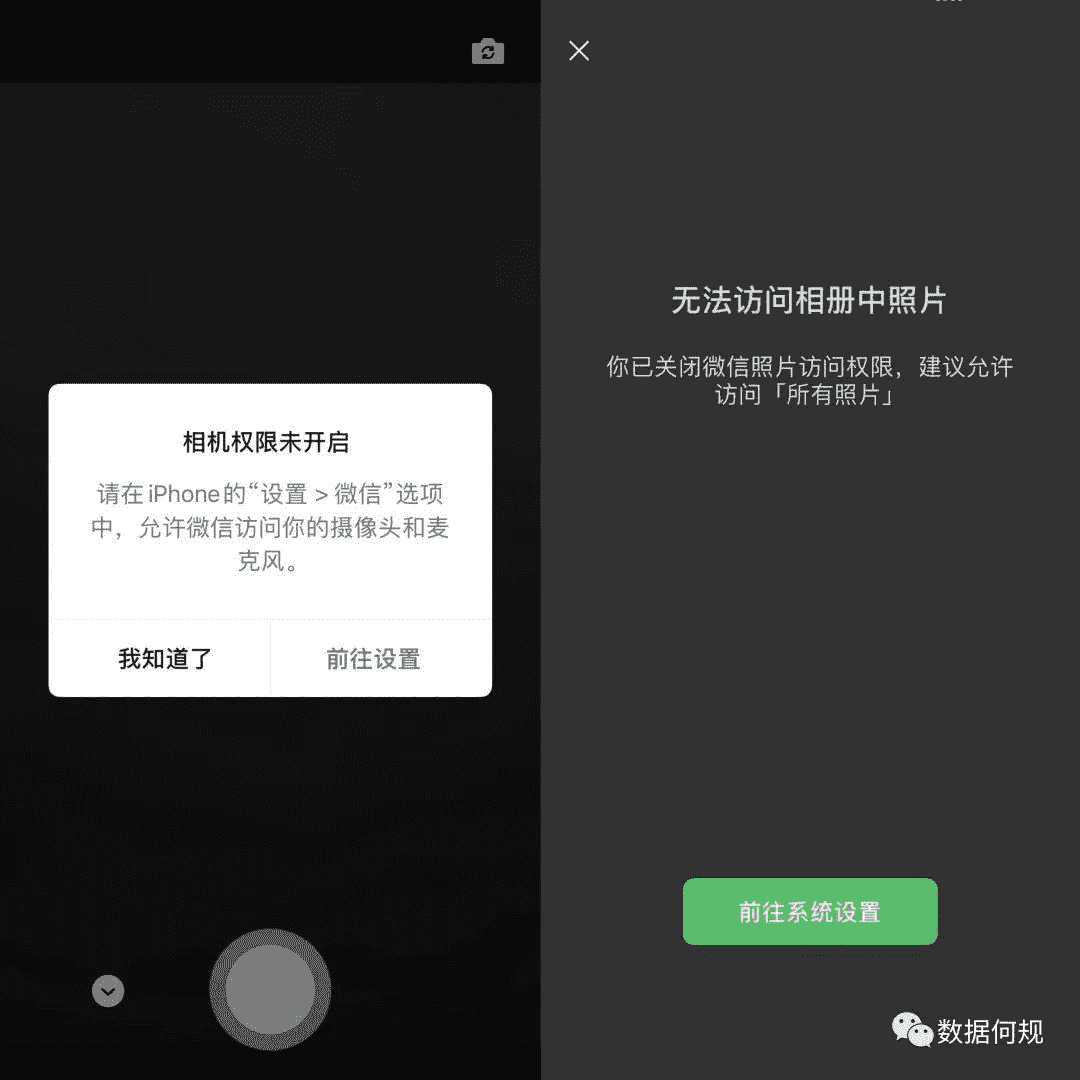 相机权限未开启
请在iPhone的“设置 > 微信”选项
中，允许微信访问你的摄像头和麦
克风。
我知道了
前往设置
无法访问相册中照片
你已关闭微信照片访问权限，建议允许
访问「所有照片」
前往系统设置
数据何规